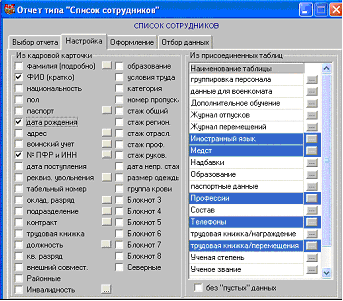 Отчет типа "Список сотрудников"
СПИСОК СОТРУДНИКОВ
Выбор отчета Настройка Оформление Отбор данных
Из кадровой карточки
Фамилия (подробно)
ФИО (кратко)
национальность
пол
паспорт
дата рождения
адрес
воинский учет
№ ПФР и ИНН
дата поступления
реквиз. увольнения
табельный номер
оклад, разряд
подразделение
контракт
трудовая книжка
должность
кв. разряд
внешний совмест.
Районные
Инвалидность
образование
условия труда
категория
номер пропуска
стаж общий
стаж регион.
стаж отрасл.
стаж проф.
стаж руков.
дата непр. стаж
размер одежды
группа крови
Блокнот 3
Блокнот 4
Блокнот 5
Блокнот 6
Блокнот 7
Блокнот 8
Северные
Из присоединенных таблиц
Наименование таблицы
группировка персонала
данные для военкомата
Дополнительное обучение
Журнал отпусков
Журнал перемещений
Иностранный язык
Медст
Надбавки
Образование
паспортные данные
Профессии
Состав
Телефоны
трудовая книжка/награждение
трудовая книжка/перемещения
Ученая степень
Ученое звание
без "пустых" данных